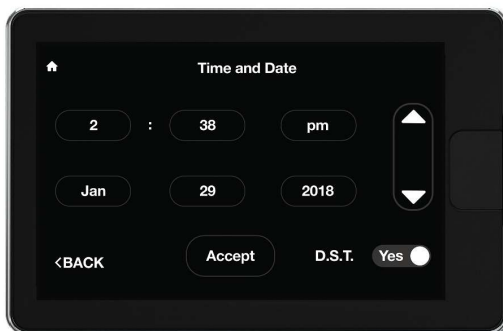 Time and Date
2 : 38 pm
Jan 29 2018
<BACK Accept D.S.T. Yes